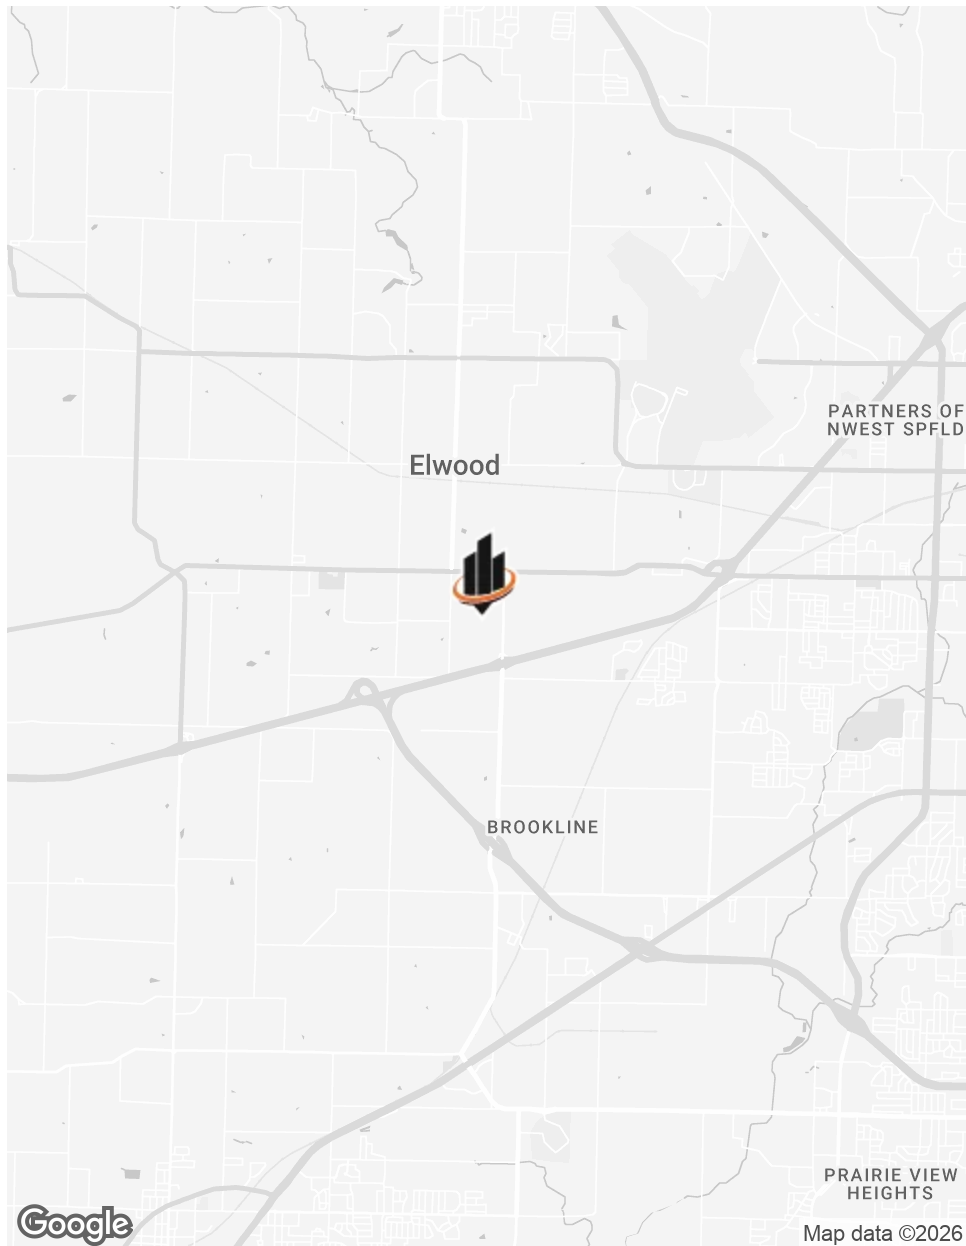 PARTNERS OF
NWEST SPFLD
Elwood
BROOKLINE
PRAIRIE VIEW
HEIGHTS
Google
Map data ©2026